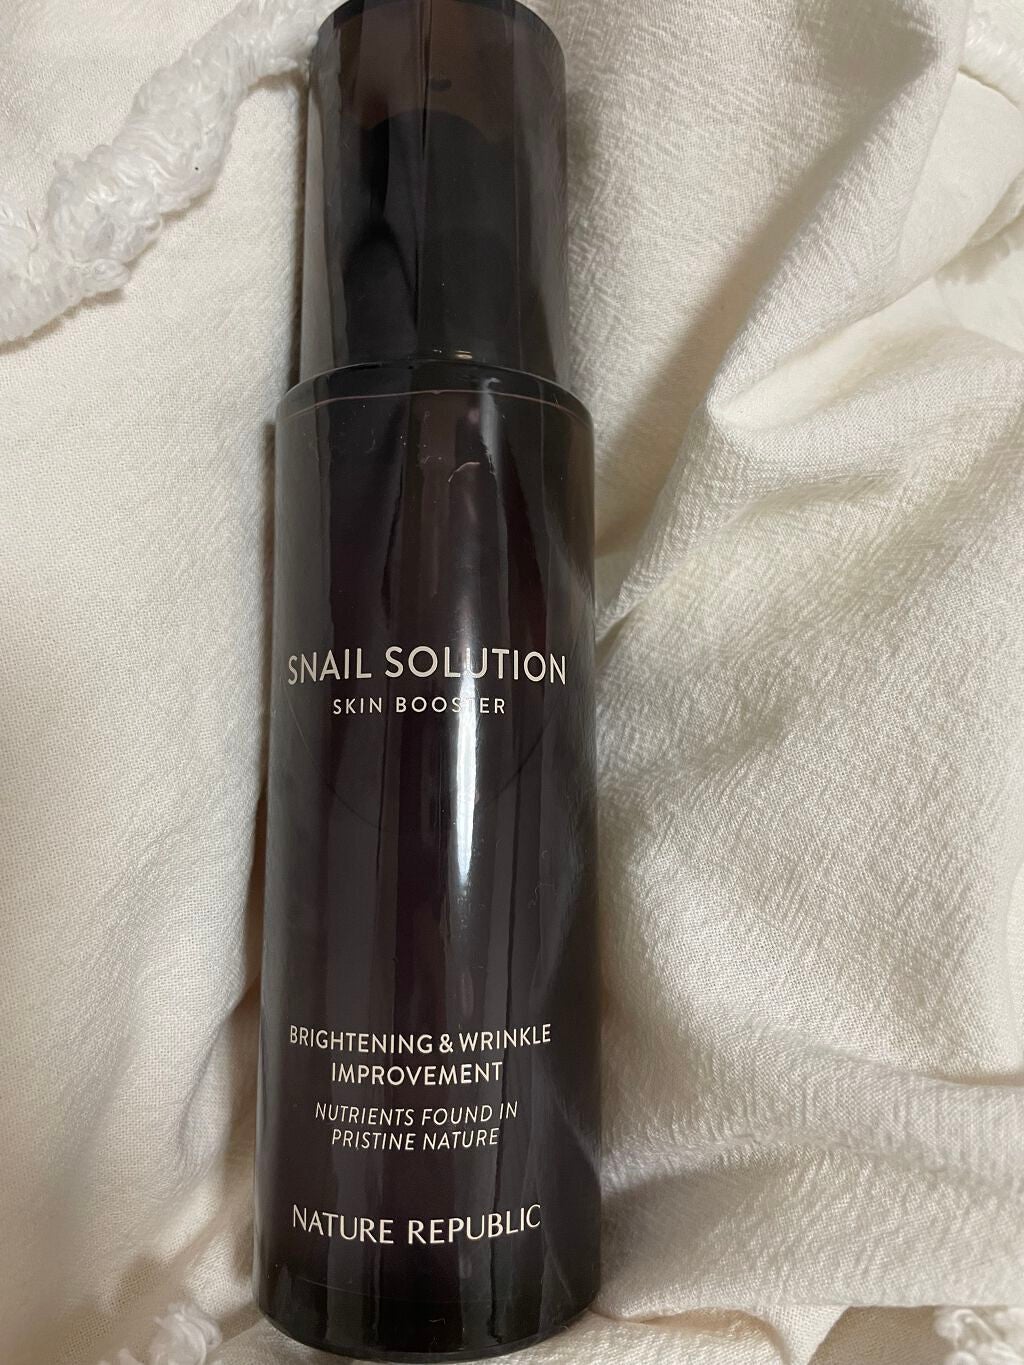 SNAIL SOLUTION
SKIN BOOSTER
BRIGHTENING & WRINKLE
IMPROVEMENT
NUTRIENTS FOUND IN
PRISTINE NATURE
NATURE REPUBLIC